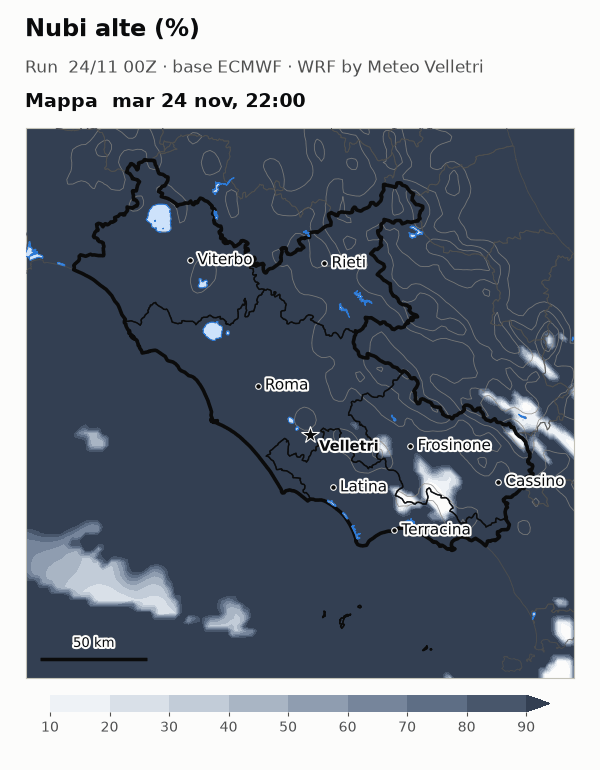 Nubi alte (%)
Run 24/11 00Z · base ECMWF · WRF by Meteo Velletri
Mappa mar 24 nov, 22:00
Viterbo
Rieti
Roma
Velletri
Frosinone
Latina
Cassino
Terracina
50 km
10 20 30 40 50 60 70 80 90